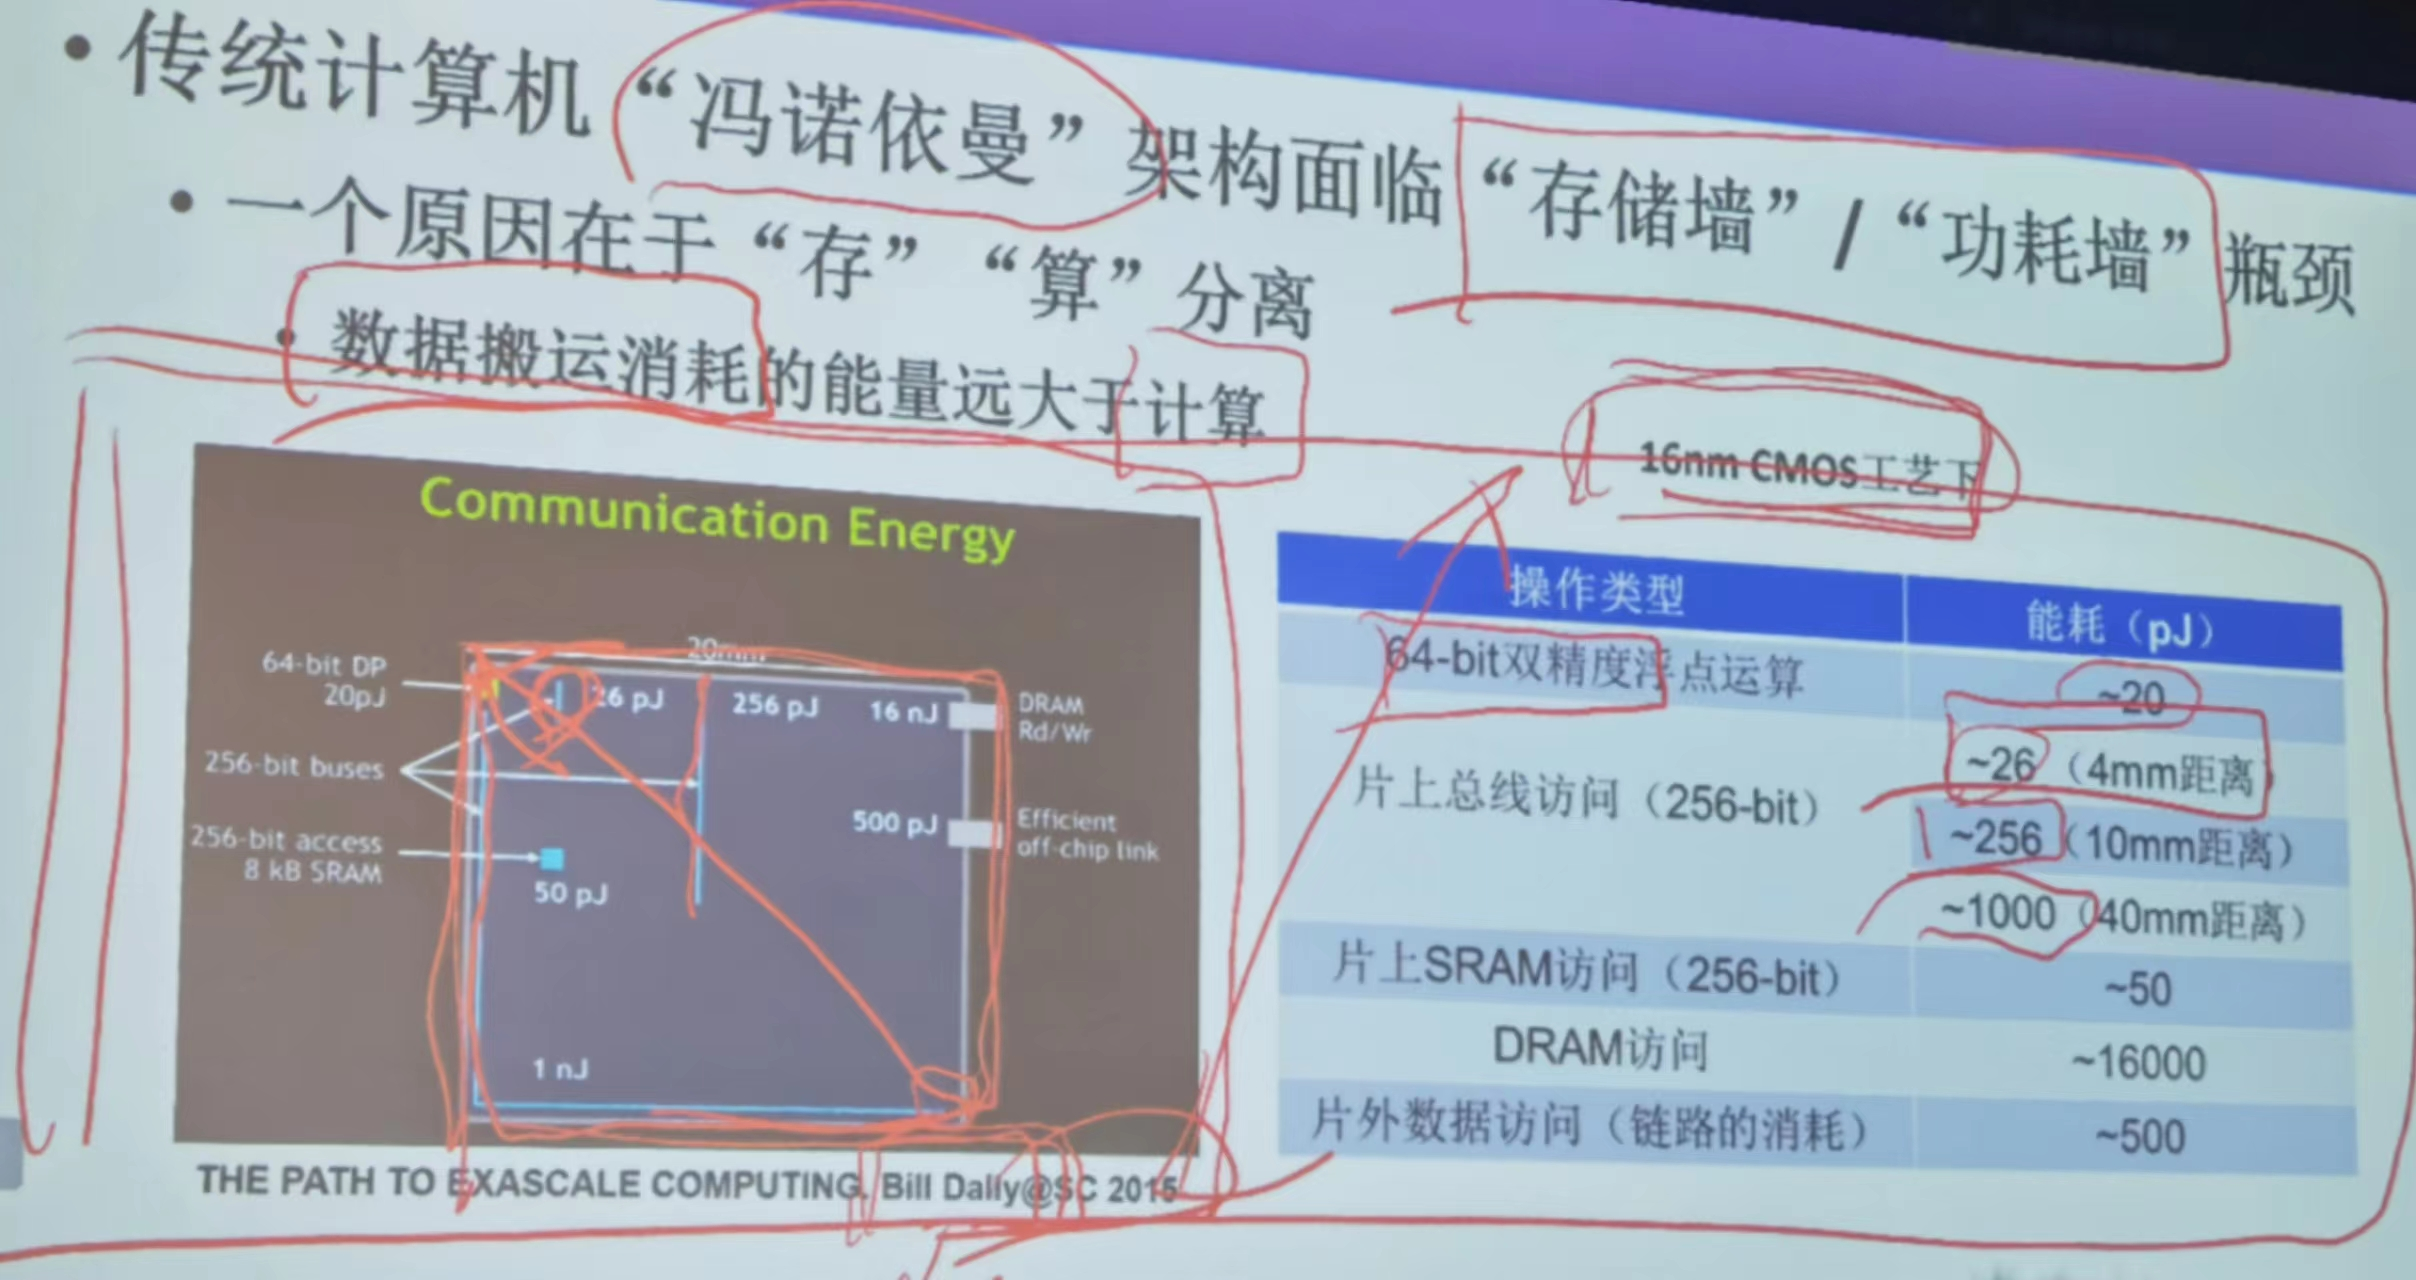 • 传统计算机“冯诺依曼”架构面临“存储墙”/“功耗墙”瓶颈
• 一个原因在于“存”“算”分离
• 数据搬运消耗的能量远大于计算
16nm CMOS工艺下
Communication Energy
20mm
64-bit DP
20pJ
26 pJ
256 pJ
16 nJ
DRAM
Rd/Wr
256-bit buses
500 pJ
Efficient
off-chip link
256-bit access
8 kB SRAM
50 pJ
1 nJ
THE PATH TO EXASCALE COMPUTING. Bill Dally@SC 2015
操作类型 能耗（pJ）
64-bit双精度浮点运算 ~20
片上总线访问（256-bit） ~26（4mm距离）
~256（10mm距离）
~1000（40mm距离）
片上SRAM访问（256-bit） ~50
DRAM访问 ~16000
片外数据访问（链路的消耗） ~500